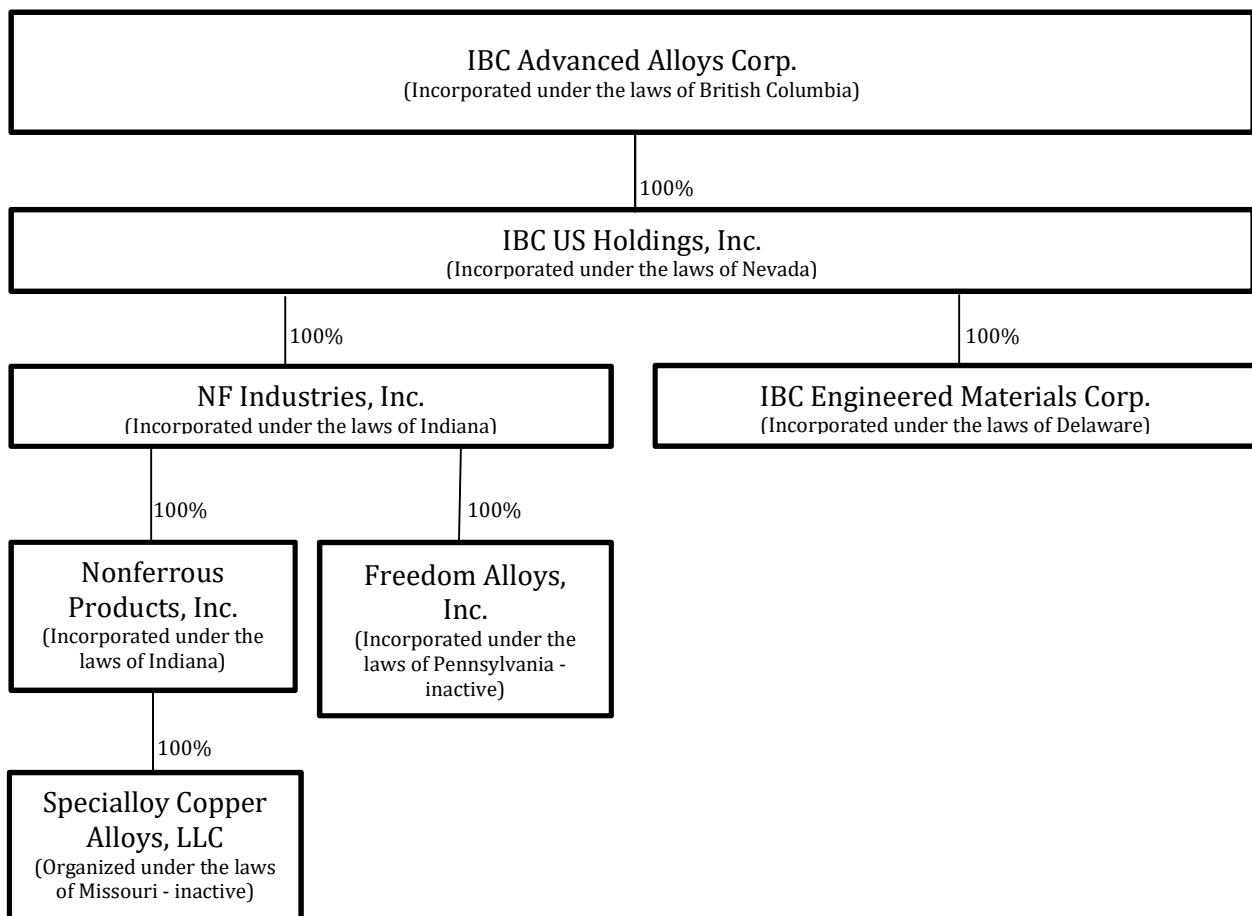 IBC Advanced Alloys Corp.
(Incorporated under the laws of British Columbia)
100%
IBC US Holdings, Inc.
(Incorporated under the laws of Nevada)
100%
100%
NF Industries, Inc.
(Incorporated under the laws of Indiana)
IBC Engineered Materials Corp.
(Incorporated under the laws of Delaware)
100%
100%
Nonferrous
Products, Inc.
(Incorporated under the
laws of Indiana)
Freedom Alloys,
Inc.
(Incorporated under the
laws of Pennsylvania -
inactive)
100%
Specialloy Copper
Alloys, LLC
(Organized under the laws
of Missouri - inactive)